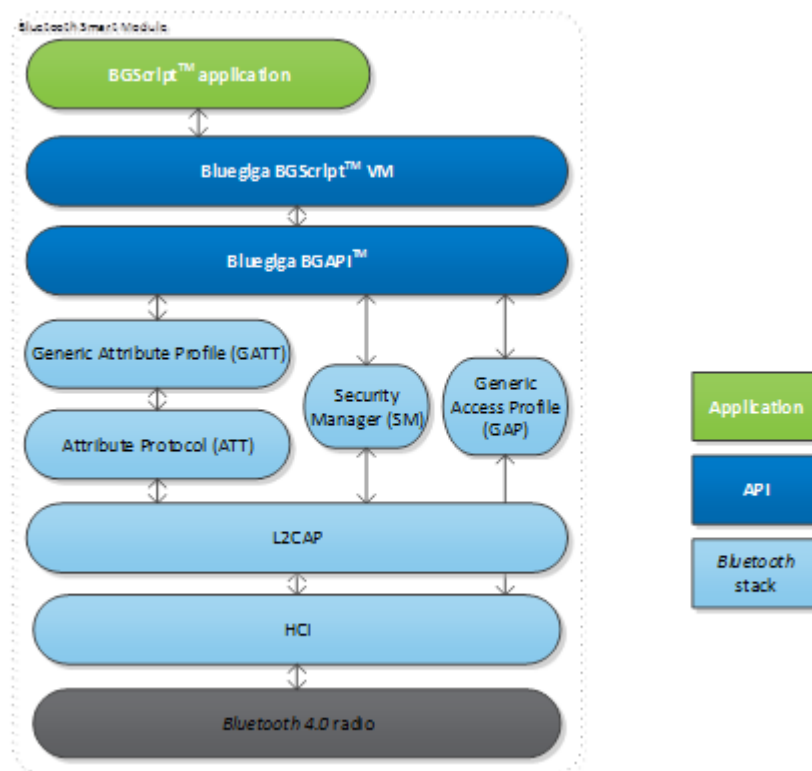 Bluetooth Smart Module
BGScript™ application
Bluegiga BGScript™ VM
Bluegiga BGAPI™
Generic Attribute Profile (GATT)
Security
Manager (SM)
Generic
Access Profile
(GAP)
Attribute Protocol (ATT)
L2CAP
HCI
Bluetooth 4.0 radio
Application
API
Bluetooth
stack